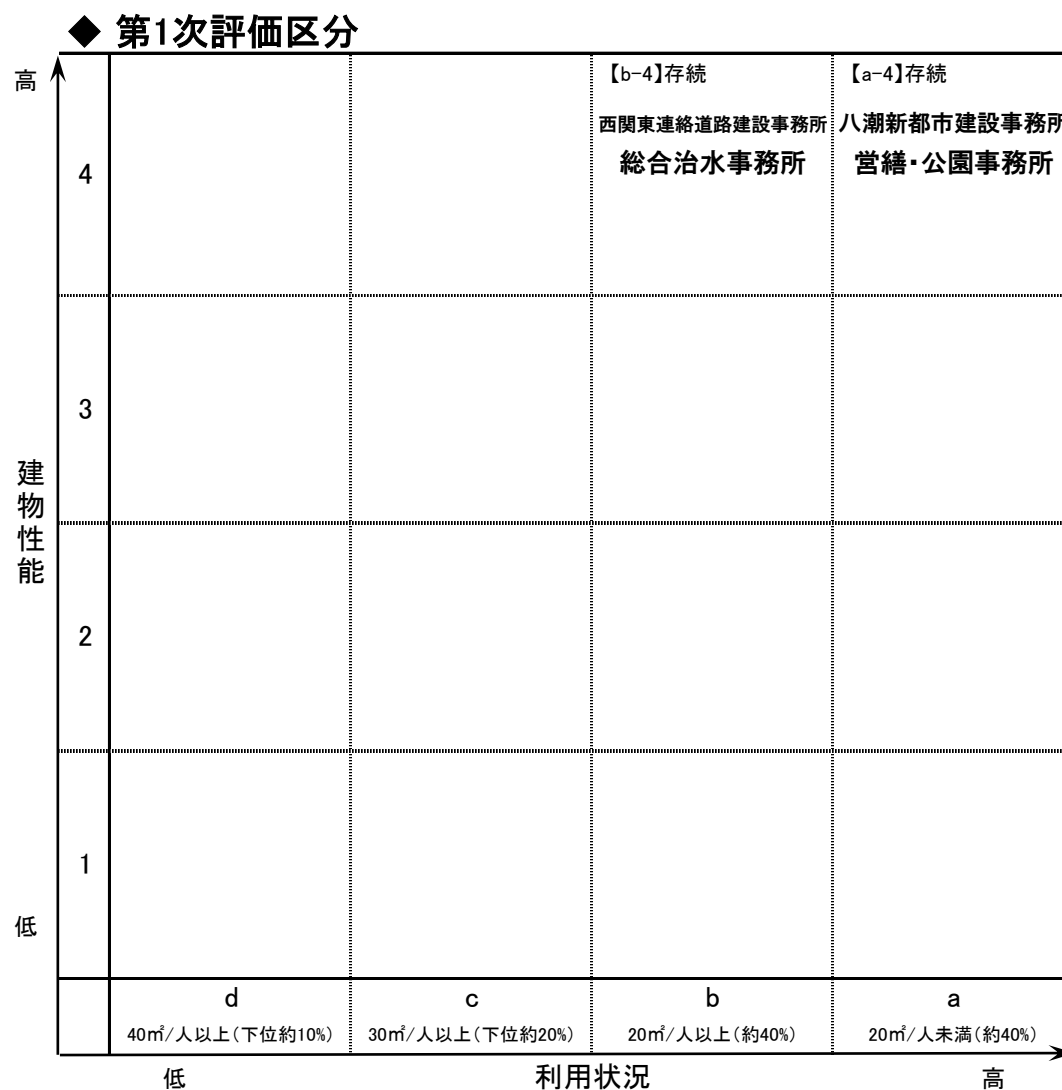 ◆ 第1次評価区分
高
【b-4】存続
【a-4】存続
西関東連絡道路建設事務所
八潮新都市建設事務所
総合治水事務所
営繕・公園事務所
4
3
建物性能
2
1
低
d
c
b
a
40㎡/人以上(下位約10%)
30㎡/人以上(下位約20%)
20㎡/人以上(約40%)
20㎡/人未満(約40%)
低
利用状況
高